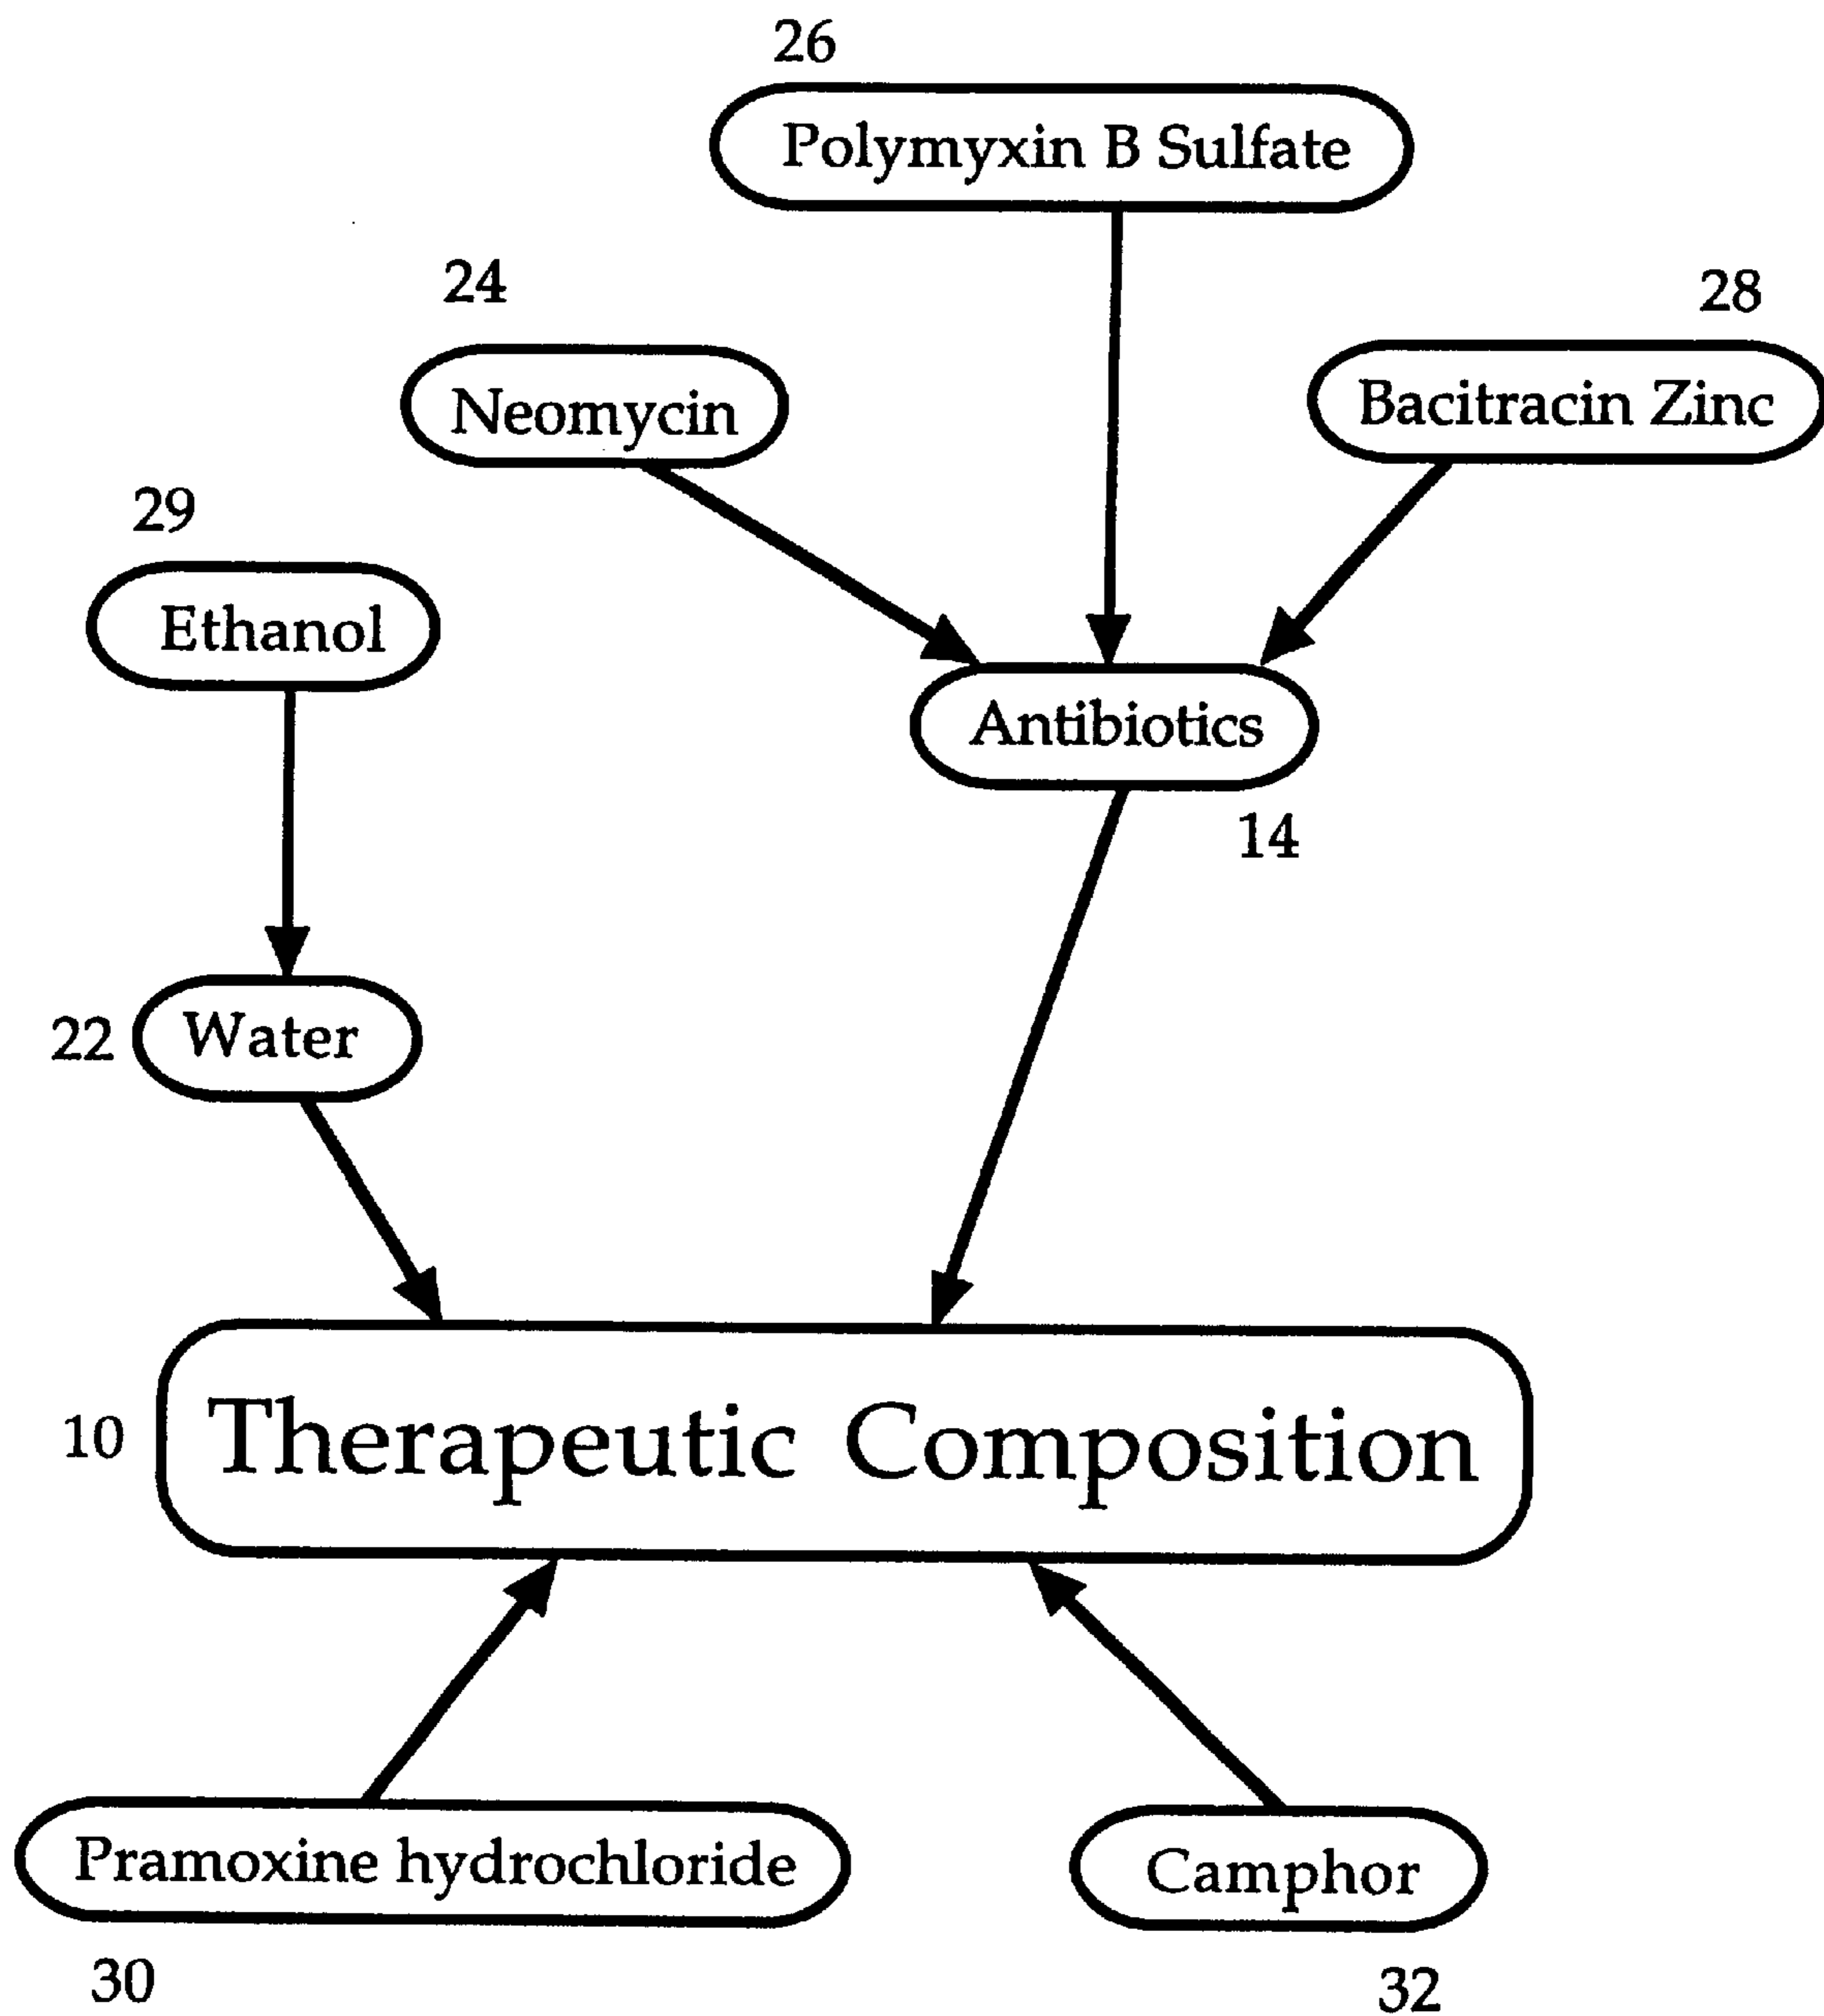 26
Polymyxin B Sulfate
24
28
Neomycin
Bacitracin Zinc
29
Ethanol
Antibiotics
14
22
Water
10
Therapeutic Composition
Pramoxine hydrochloride
Camphor
30
32